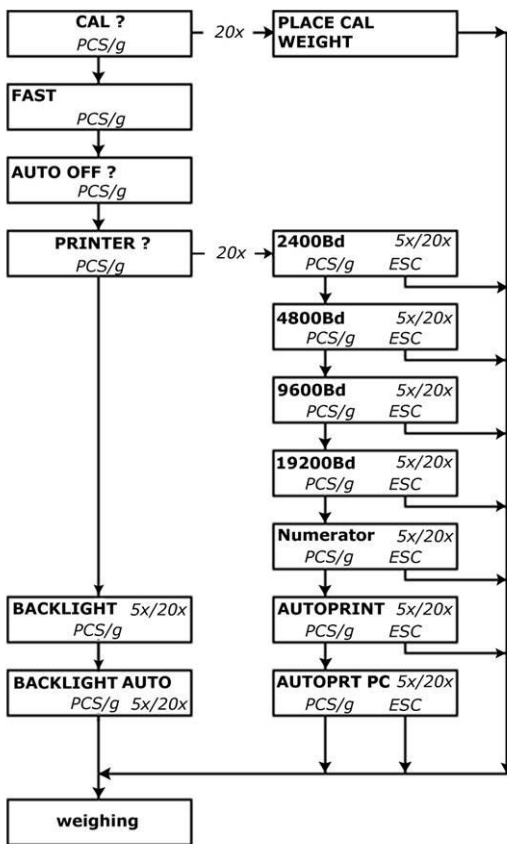 CAL ?
PCS/g
20x
PLACE CAL
WEIGHT
FAST
PCS/g
AUTO OFF ?
PCS/g
PRINTER ?
PCS/g
20x
2400Bd 5x/20x
PCS/g ESC
4800Bd 5x/20x
PCS/g ESC
9600Bd 5x/20x
PCS/g ESC
19200Bd 5x/20x
PCS/g ESC
Numerator 5x/20x
PCS/g ESC
BACKLIGHT 5x/20x
PCS/g
AUTOPRINT 5x/20x
PCS/g ESC
BACKLIGHT AUTO
PCS/g 5x/20x
AUTOPRT PC 5x/20x
PCS/g ESC
weighing